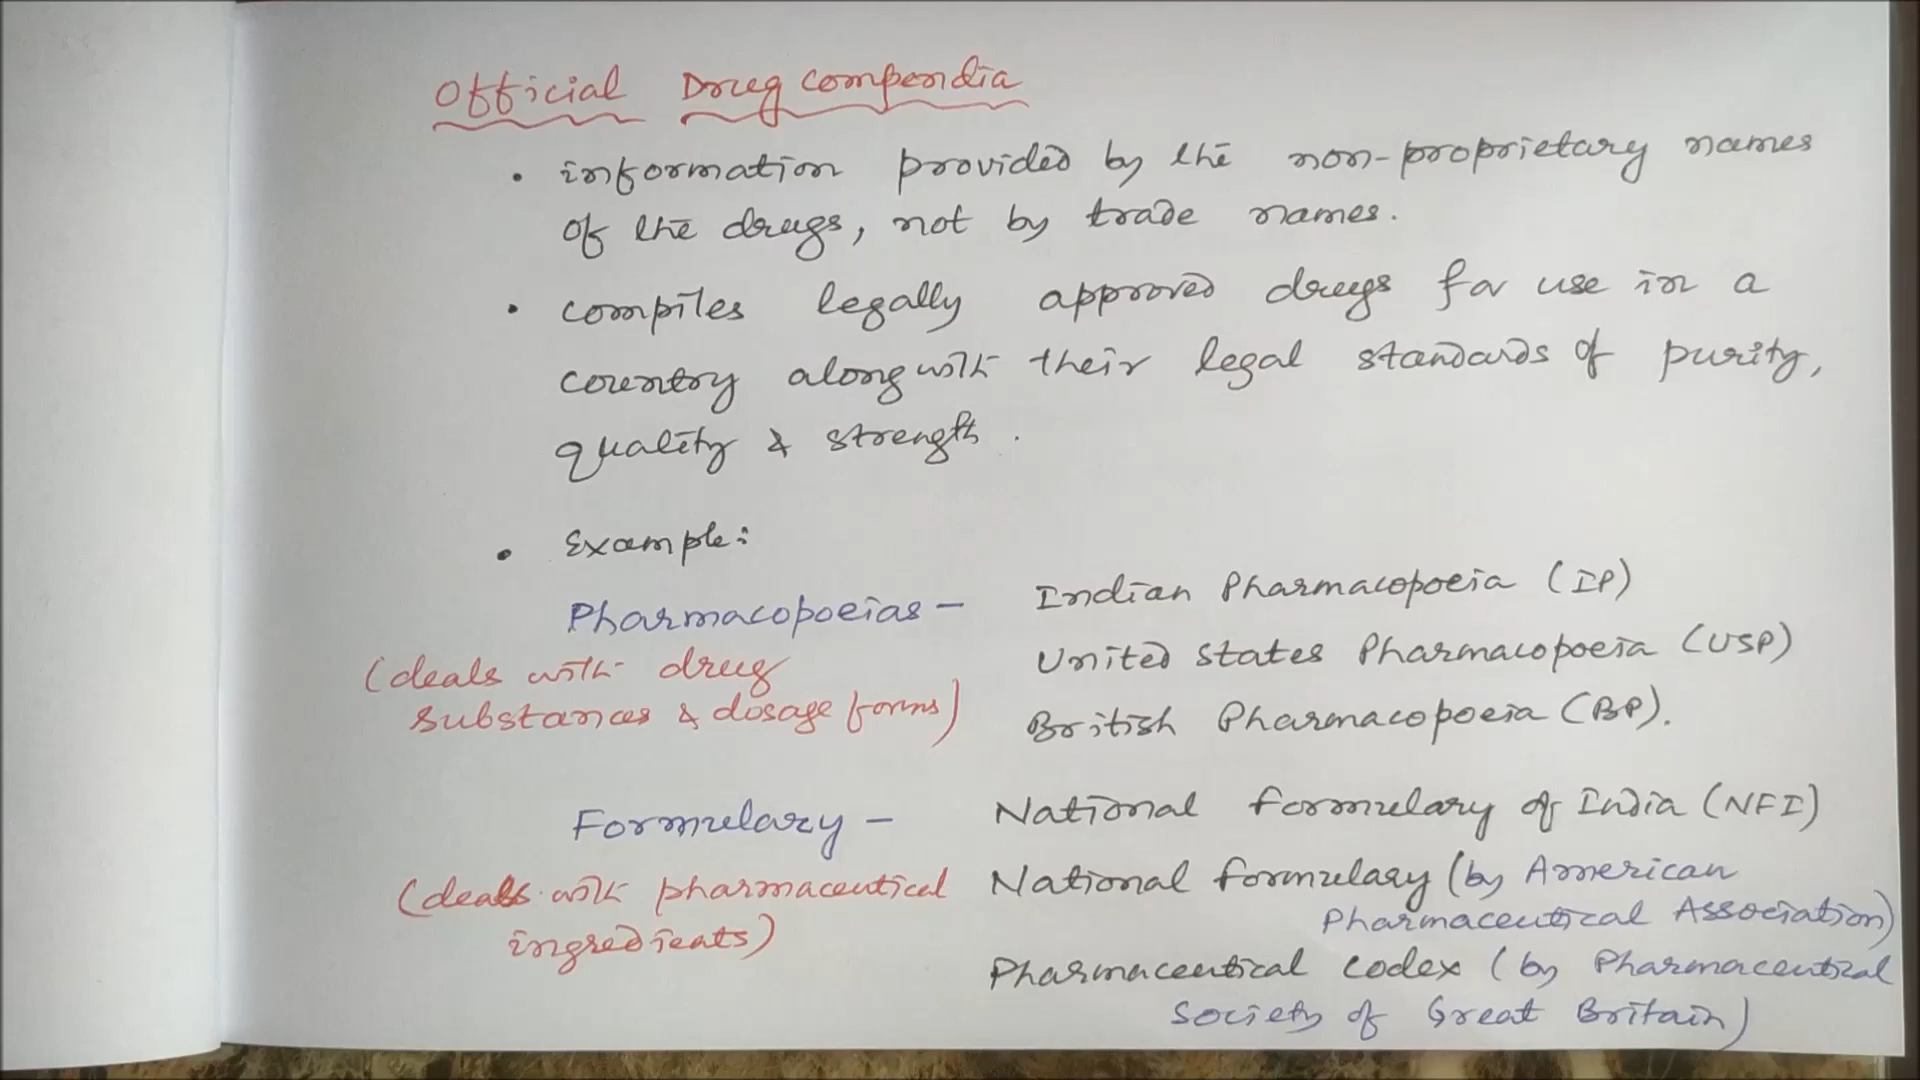 Official Drug Compendia
• information provided by the non-proprietary names
of the drugs, not by trade names.
• compiles legally approved drugs for use in a
country along with their legal standards of purity,
quality & strength.
• Example:
Pharmacopoeias - Indian Pharmacopoeia (IP)
(deals with drug United States Pharmacopoeia (USP)
substances & dosage forms) British Pharmacopoeia (BP).
Formulary - National Formulary of India (NFI)
(deals with pharmaceutical National Formulary (by American
Pharmaceutical Association)
ingredients)
Pharmaceutical Codex (by Pharmaceutical
Society of Great Britain)